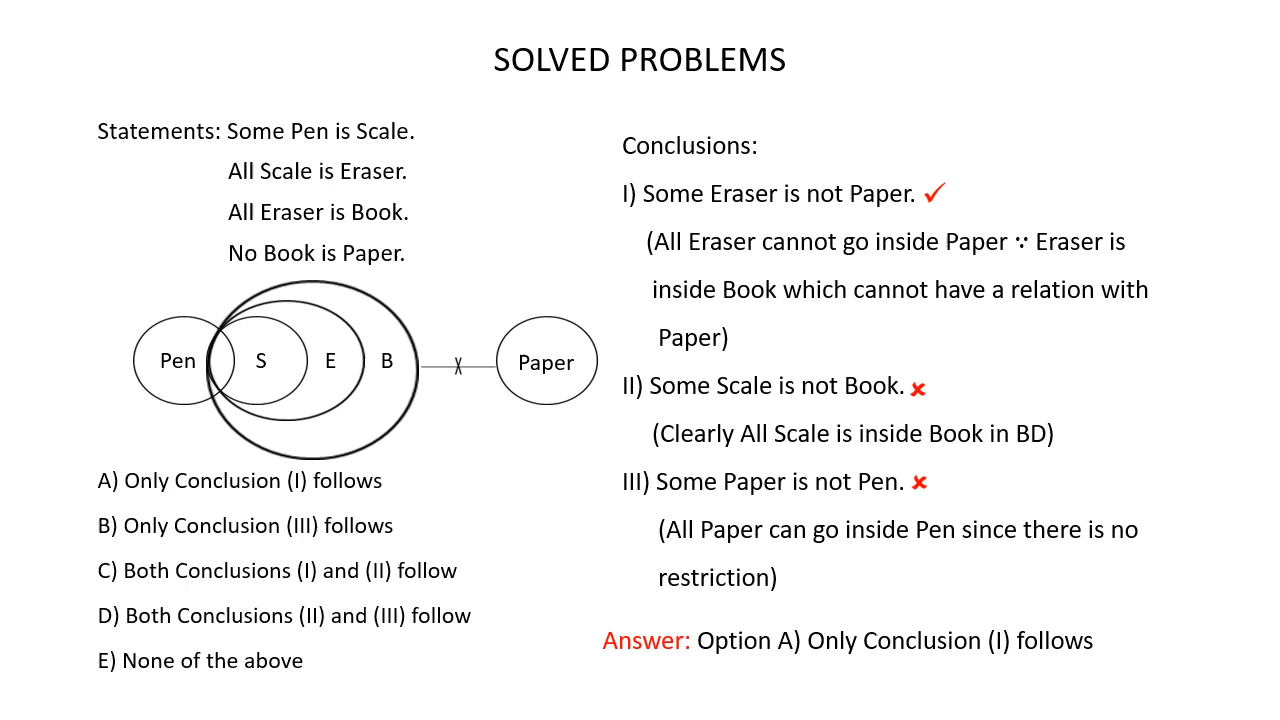 SOLVED PROBLEMS
Statements: Some Pen is Scale.
All Scale is Eraser.
All Eraser is Book.
No Book is Paper.
Pen S E B Paper
A) Only Conclusion (I) follows
B) Only Conclusion (III) follows
C) Both Conclusions (I) and (II) follow
D) Both Conclusions (II) and (III) follow
E) None of the above
Conclusions:
I) Some Eraser is not Paper. ✓
(All Eraser cannot go inside Paper ∵ Eraser is
inside Book which cannot have a relation with
Paper)
II) Some Scale is not Book. ✘
(Clearly All Scale is inside Book in BD)
III) Some Paper is not Pen. ✘
(All Paper can go inside Pen since there is no
restriction)
Answer: Option A) Only Conclusion (I) follows